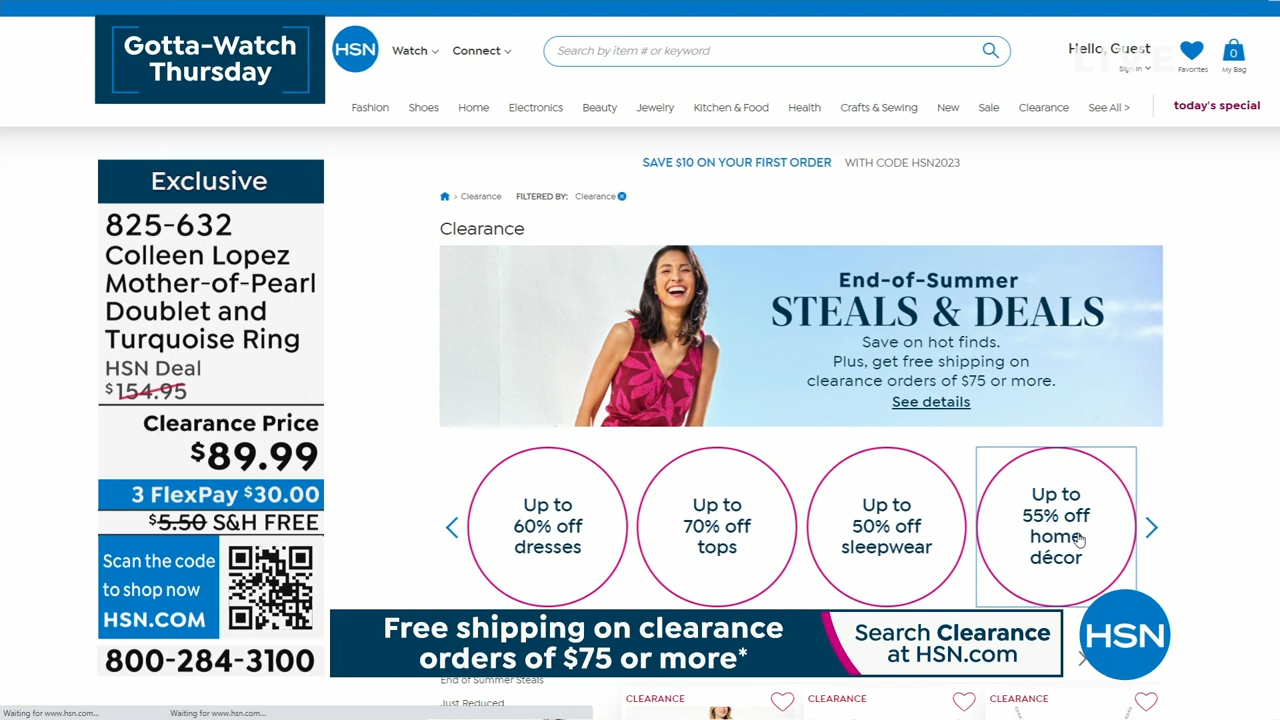 Gotta-Watch
Thursday
HSN
Watch
Connect
Search by item # or keyword
Hello, Guest
Sign in
LIVE
Favorites
0
My Bag
Fashion
Shoes
Home
Electronics
Beauty
Jewelry
Kitchen & Food
Health
Crafts & Sewing
New
Sale
Clearance
See All >
today's special
Exclusive
825-632
Colleen Lopez
Mother-of-Pearl
Doublet and
Turquoise Ring
HSN Deal
$154.95
Clearance Price
$89.99
3 FlexPay $30.00
$5.50 S&H FREE
Scan the code
to shop now
HSN.COM
800-284-3100
SAVE $10 ON YOUR FIRST ORDER WITH CODE HSN2023
> Clearance FILTERED BY: Clearance
Clearance
End-of-Summer
STEALS & DEALS
Save on hot finds.
Plus, get free shipping on
clearance orders of $75 or more.
See details
Up to
60% off
dresses
Up to
70% off
tops
Up to
50% off
sleepwear
Up to
55% off
home
décor
Free shipping on clearance
orders of $75 or more*
Search Clearance
at HSN.com
HSN
End of Summer Steals
Just Reduced
CLEARANCE
CLEARANCE
CLEARANCE
Waiting for www.hsn.com...
Waiting for www.hsn.com...